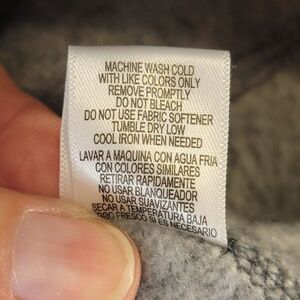 MACHINE WASH COLD
WITH LIKE COLORS ONLY
REMOVE PROMPTLY
DO NOT BLEACH
DO NOT USE FABRIC SOFTENER
TUMBLE DRY LOW
COOL IRON WHEN NEEDED
LAVAR A MAQUINA CON AGUA FRIA
CON COLORES SIMILARES
RETIRAR RAPIDAMENTE
NO USAR BLANQUEADOR
NO USAR SUAVIZANTES
SECAR A TEMPERATURA BAJA
FRESCO SI ES NECESARIO